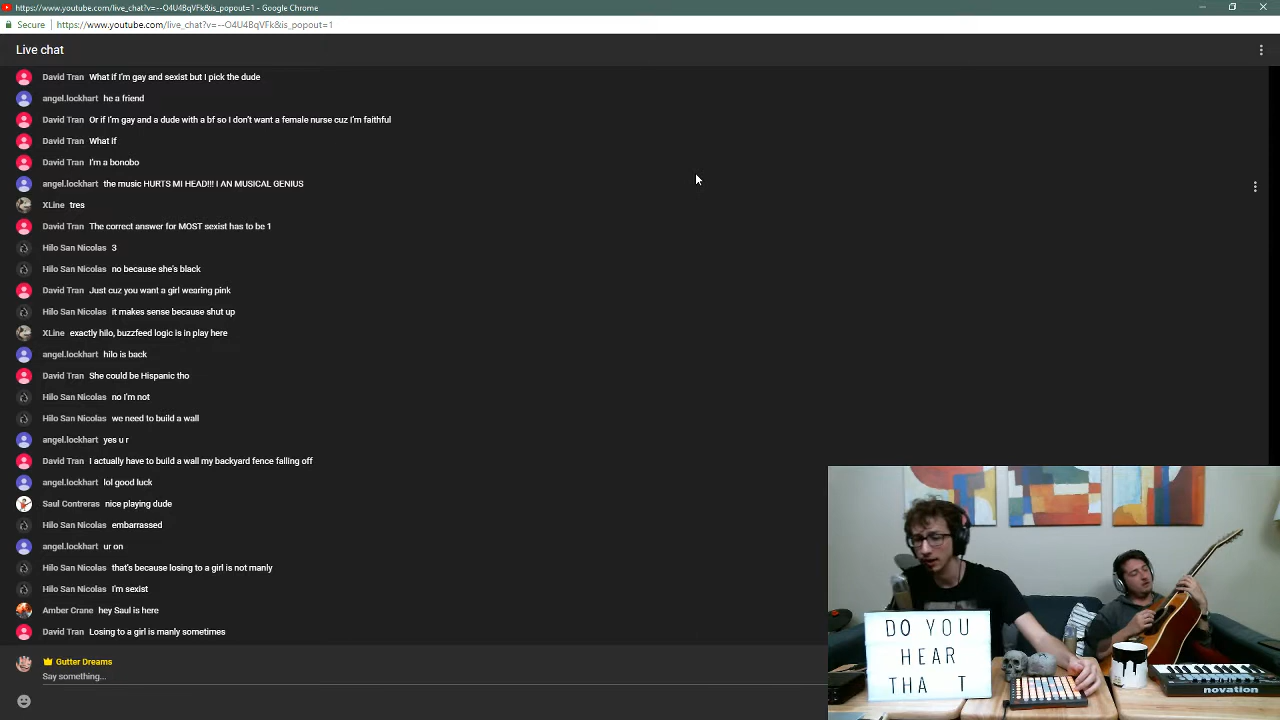 https://www.youtube.com/live_chat?v=--O4U4BqVFk&is_popout=1 - Google Chrome
Secure https://www.youtube.com/live_chat?v=--O4U4BqVFk&is_popout=1
Live chat
David Tran What if I'm gay and sexist but I pick the dude
angel.lockhart he a friend
David Tran Or if I'm gay and a dude with a bf so I don't want a female nurse cuz I'm faithful
David Tran What if
David Tran I'm a bonobo
angel.lockhart the music HURTS MI HEAD!!! I AN MUSICAL GENIUS
XLine tres
David Tran The correct answer for MOST sexist has to be 1
Hilo San Nicolas 3
Hilo San Nicolas no because she's black
David Tran Just cuz you want a girl wearing pink
Hilo San Nicolas it makes sense because shut up
XLine exactly hilo, buzzfeed logic is in play here
angel.lockhart hilo is back
David Tran She could be Hispanic tho
Hilo San Nicolas no I'm not
Hilo San Nicolas we need to build a wall
angel.lockhart yes u r
David Tran I actually have to build a wall my backyard fence falling off
angel.lockhart lol good luck
Saul Contreras nice playing dude
Hilo San Nicolas embarrassed
angel.lockhart ur on
Hilo San Nicolas that's because losing to a girl is not manly
Hilo San Nicolas I'm sexist
Amber Crane hey Saul is here
David Tran Losing to a girl is manly sometimes
Gutter Dreams
Say something...
DO YOU
HEAR
THA T
novation